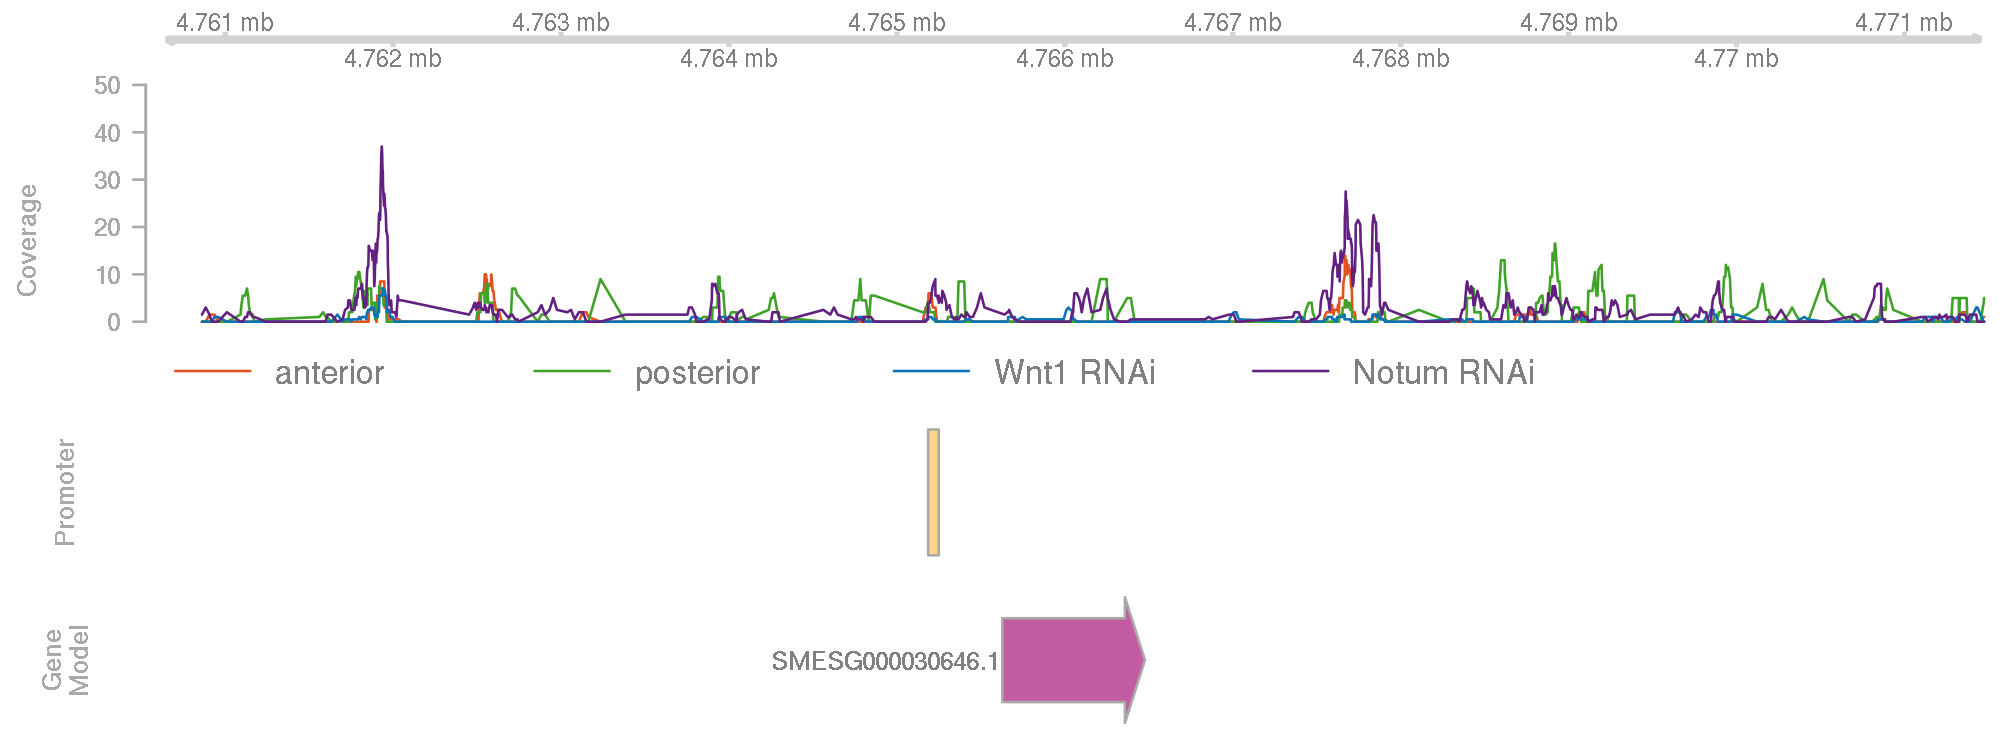 4.761 mb 4.763 mb 4.765 mb 4.767 mb 4.769 mb 4.771 mb
4.762 mb 4.764 mb 4.766 mb 4.768 mb 4.77 mb
50
40
30
20
10
0
Coverage
anterior posterior Wnt1 RNAi Notum RNAi
Promoter
Gene
Model
SMESG000030646.1